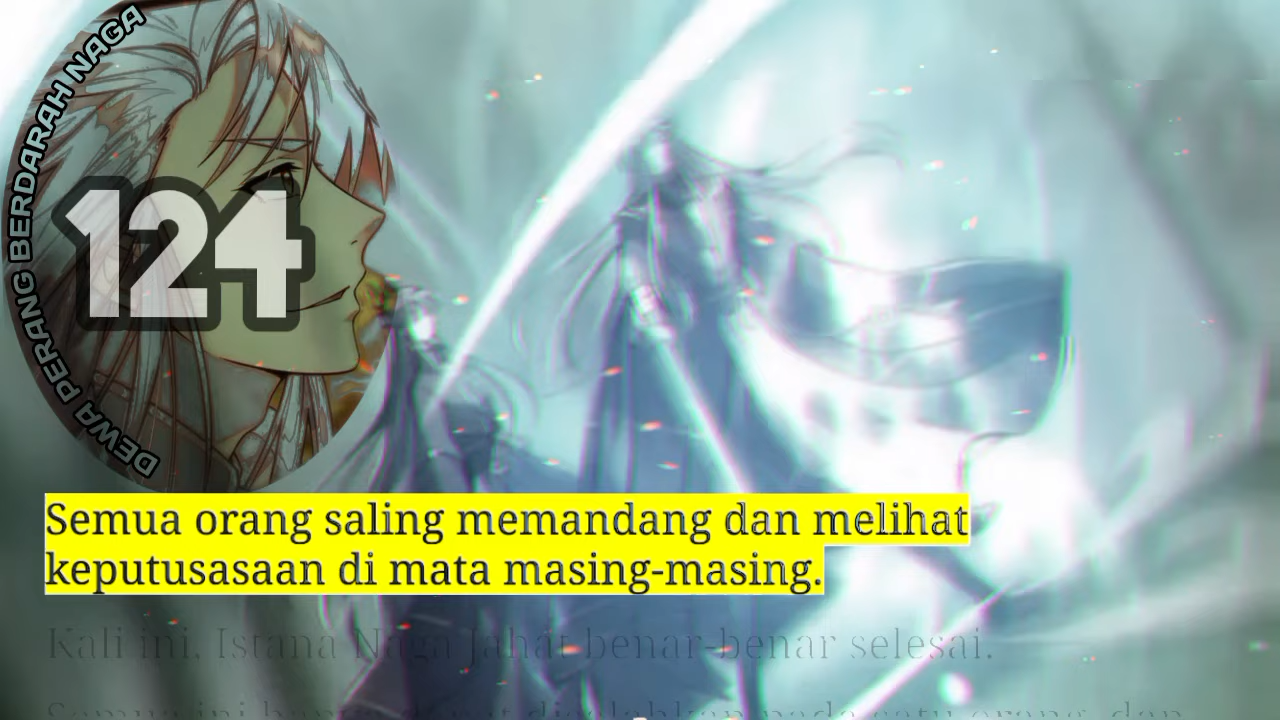 DEWA PERANG BERDARAH NAGA
124
Semua orang saling memandang dan melihat
keputusasaan di mata masing-masing.
Kali ini, Istana Naga Jahat benar-benar selesai.